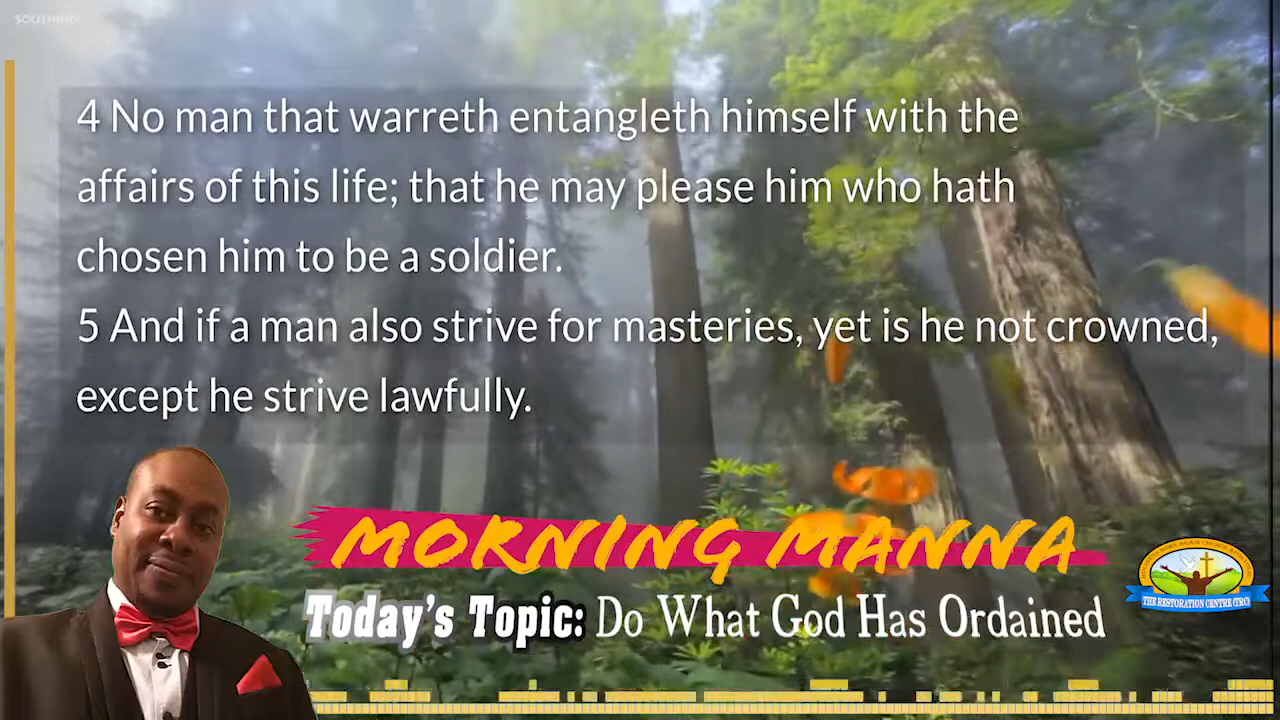 SOOTHING
4 No man that warreth entangleth himself with the
affairs of this life; that he may please him who hath
chosen him to be a soldier.
5 And if a man also strive for masteries, yet is he not crowned,
except he strive lawfully.
MORNING MANNA
Today's Topic: Do What God Has Ordained
THE RESTORATION CENTRE (TRC)